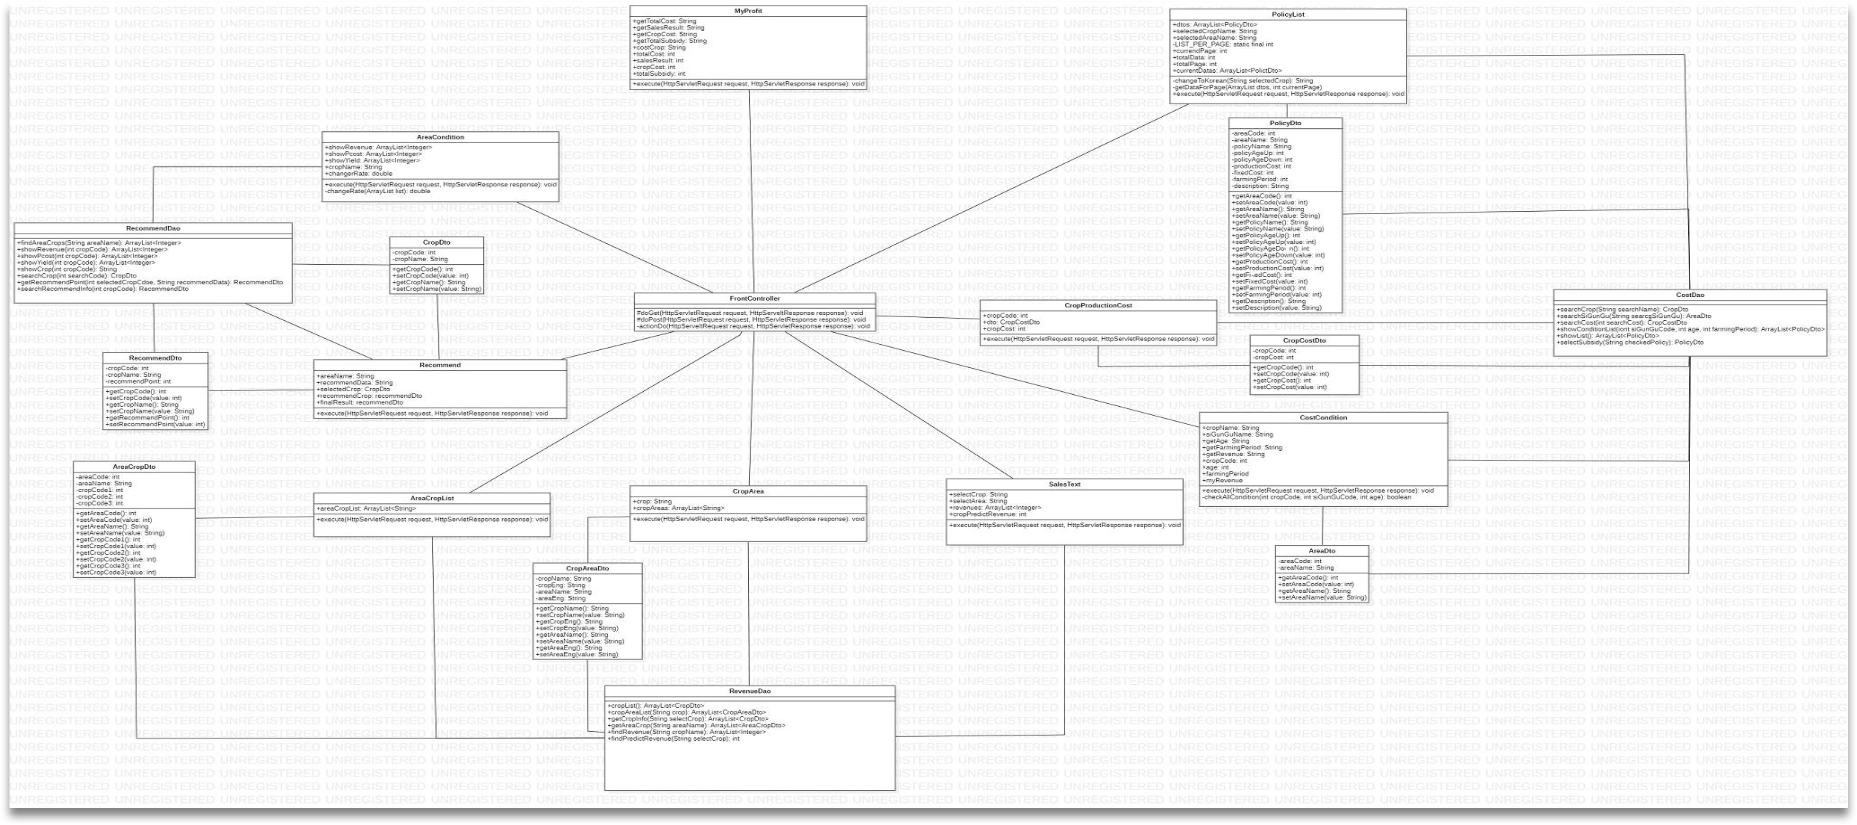 MyProfit
+getTotalCost: String
+getSalesResult: String
+getCropCost: String
+getTotalSubsidy: String
+costCrop: String
+totalCost: int
+salesResult: int
+cropCost: int
+totalSubsidy: int
+execute(HttpServletRequest request, HttpServletResponse response): void
PolicyList
+dtos: ArrayList<PolicyDto>
+selectedCropName: String
+selectedAreaName: String
-LIST_PER_PAGE: static final int
+currendPage: int
+totalData: int
+totalPage: int
+currentDatas: ArrayList<PolictDto>
-changeToKorean(String selectedCrop): String
-getDataForPage(ArrayList dtos, int currentPage)
+execute(HttpServletRequest request, HttpServletResponse response): void
AreaCondition
+showRevenue: ArrayList<Integer>
+showPcost: ArrayList<Integer>
+showYield: ArrayList<Integer>
+cropName: String
+changerRate: double
+execute(HttpServletRequest request, HttpServletResponse response): void
-changeRate(ArrayList list): double
PolicyDto
-areaCode: int
-areaName: String
-policyName: String
-policyAgeUp: int
-policyAgeDown: int
-productionCost: int
-fixedCost: int
-farmingPeriod: int
-description: String
+getAreaCode(): int
+setAreaCode(value: int)
+getAreaName(): String
+setAreaName(value: String)
+getPolicyName(): String
+setPolicyName(value: String)
+getPolicyAgeUp(): int
+setPolicyAgeUp(value: int)
+setPolicyAgeDown(value: int)
+getProductionCost(): int
+setProductionCost(value: int)
+setFixedCost(value: int)
+getFarmingPeriod(): int
+setFarmingPeriod(value: int)
+getDescription(): String
+setDescription(value: String)
RecommendDao
+findAreaCrops(String areaName): ArrayList<Integer>
+showRevenue(int cropCode): ArrayList<Integer>
+showPcost(int cropCode): ArrayList<Integer>
+showYield(int cropCode): ArrayList<Integer>
+showCrop(int cropCode): String
+searchCrop(int searchCode): CropDto
+getRecommendPoint(int selectedCropCdoe, String recommendData): RecommendDto
+searchRecommendInfo(int cropCode): RecommendDto
CropDto
-cropCode: int
-cropName: String
+getCropCode(): int
+setCropCode(value: int)
+getCropName(): String
+setCropName(value: String)
FrontController
#doGet(HttpServletRequest request, HttpServletResponse response): void
#doPost(HttpServletRequest request, HttpServletResponse response): void
-actionDo(HttpServletRequest request, HttpServletResponse response): void
CropProductionCost
+cropCode: int
+dto: CropCostDto
+cropCost: int
+execute(HttpServletRequest request, HttpServletResponse response): void
CostDao
+searchCrop(String searchName): CropDto
+searchSiGunGu(String searcgSiGunGu): AreaDto
+searchCost(int searchCost): CropCostDto
+showConditionList(iont siGunGuCode, int age, int farmingPeriod): ArrayList<PolicyDto>
+showList(): ArrayList<PolicyDto>
+selectSubsidy(String checkedPolicy): PolicyDto
CropCostDto
-cropCode: int
-cropCost: int
+getCropCode(): int
+setCropCode(value: int)
+getCropCost(): int
+setCropCost(value: int)
RecommendDto
-cropCode: int
-cropName: String
-recommendPoint: int
+getCropCode(): int
+setCropCode(value: int)
+getCropName(): String
+setCropName(value: String)
+getRecommendPoint(): int
+setRecommendPoint(value: int)
Recommend
+areaName: String
+recommendData: String
+selectedCrop: CropDto
+recommendCrop: recommendDto
+finalResult: recommendDto
+execute(HttpServletRequest request, HttpServletResponse response): void
CostCondition
+cropName: String
+siGunGuName: String
+getAge: String
+getFarmingPeriod: String
+getRevenue: String
+cropCode: int
+age: int
+farmingPeriod
+myRevenue
+execute(HttpServletRequest request, HttpServletResponse response): void
-checkAllCondition(int cropCode, int siGunGuCode, int age): boolean
AreaCropDto
-areaCode: int
-areaName: String
-cropCode1: int
-cropCode2: int
-cropCode3: int
+getAreaCode(): int
+setAreaCode(value: int)
+getAreaName(): String
+setAreaName(value: String)
+getCropCode1(): int
+setCropCode1(value: int)
+getCropCode2(): int
+setCropCode2(value: int)
+getCropCode3(): int
+setCropCode3(value: int)
AreaCropList
+areaCropList: ArrayList<String>
+execute(HttpServletRequest request, HttpServletResponse response): void
CropArea
+crop: String
+cropAreas: ArrayList<String>
+execute(HttpServletRequest request, HttpServletResponse response): void
SalesText
+selectCrop: String
+selectArea: String
+revenues: ArrayList<Integer>
+cropPredictRevenue: int
+execute(HttpServletRequest request, HttpServletResponse response): void
AreaDto
-areaCode: int
-areaName: String
+getAreaCode(): int
+setAreaCode(value: int)
+getAreaName(): String
+setAreaName(value: String)
CropAreaDto
-cropName: String
-cropEng: String
-areaName: String
-areaEng: String
+getCropName(): String
+setCropName(value: String)
+getCropEng(): String
+setCropEng(value: String)
+getAreaName(): String
+setAreaName(value: String)
+getAreaEng(): String
+setAreaEng(value: String)
RevenueDao
+cropList(): ArrayList<CropDto>
+cropAreaList(String crop): ArrayList<CropAreaDto>
+getCropInfo(String selectCrop): ArrayList<CropDto>
+getAreaCrop(String areaName): ArrayList<AreaCropDto>
+findRevenue(String cropName): ArrayList<Integer>
+findPredictRevenue(String selectCrop): int